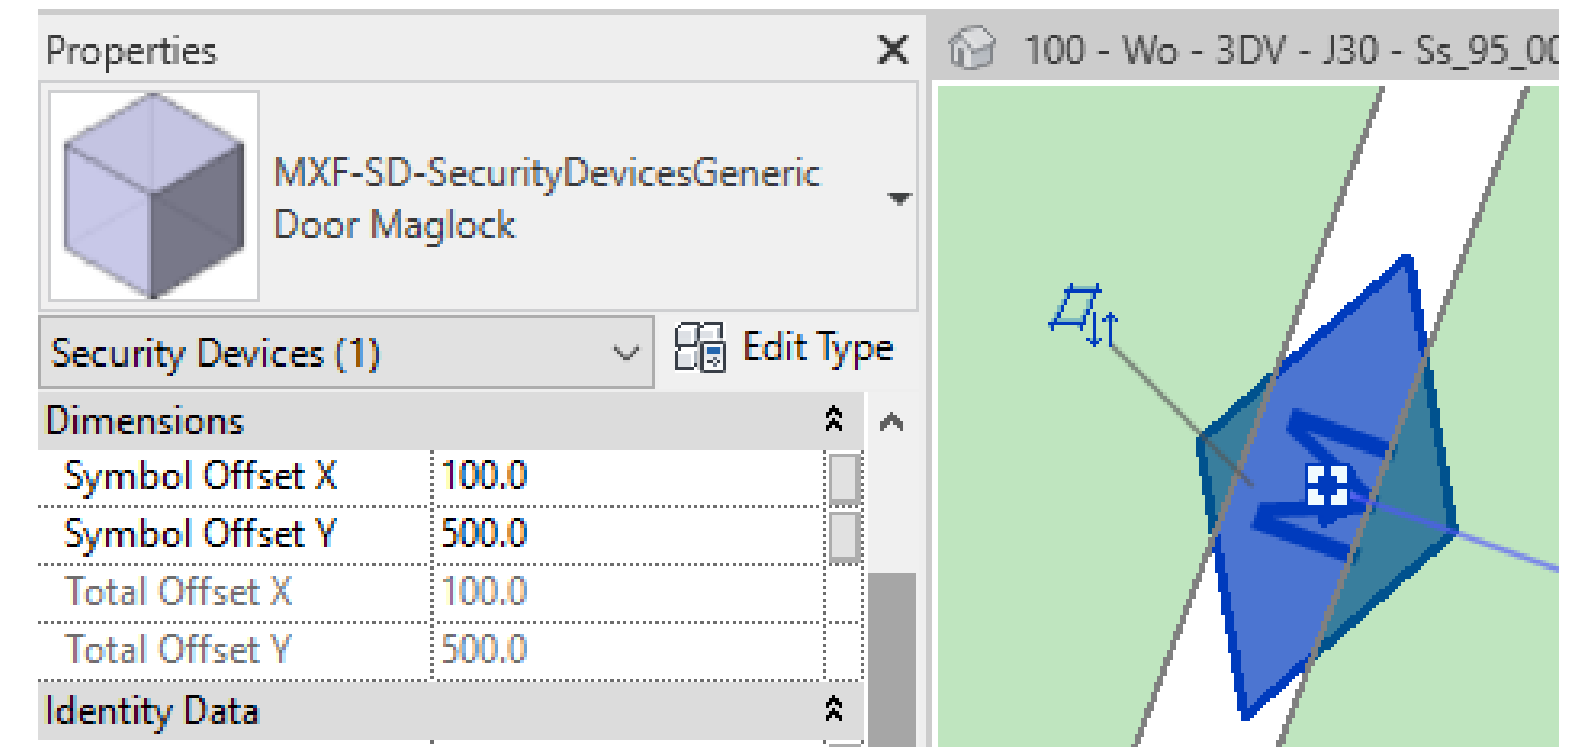 Properties
100 - Wo - 3DV - J30 - Ss_95_00
MXF-SD-SecurityDevicesGeneric
Door Maglock
Security Devices (1)
Edit Type
Dimensions
Symbol Offset X 100.0
Symbol Offset Y 500.0
Total Offset X 100.0
Total Offset Y 500.0
Identity Data
M